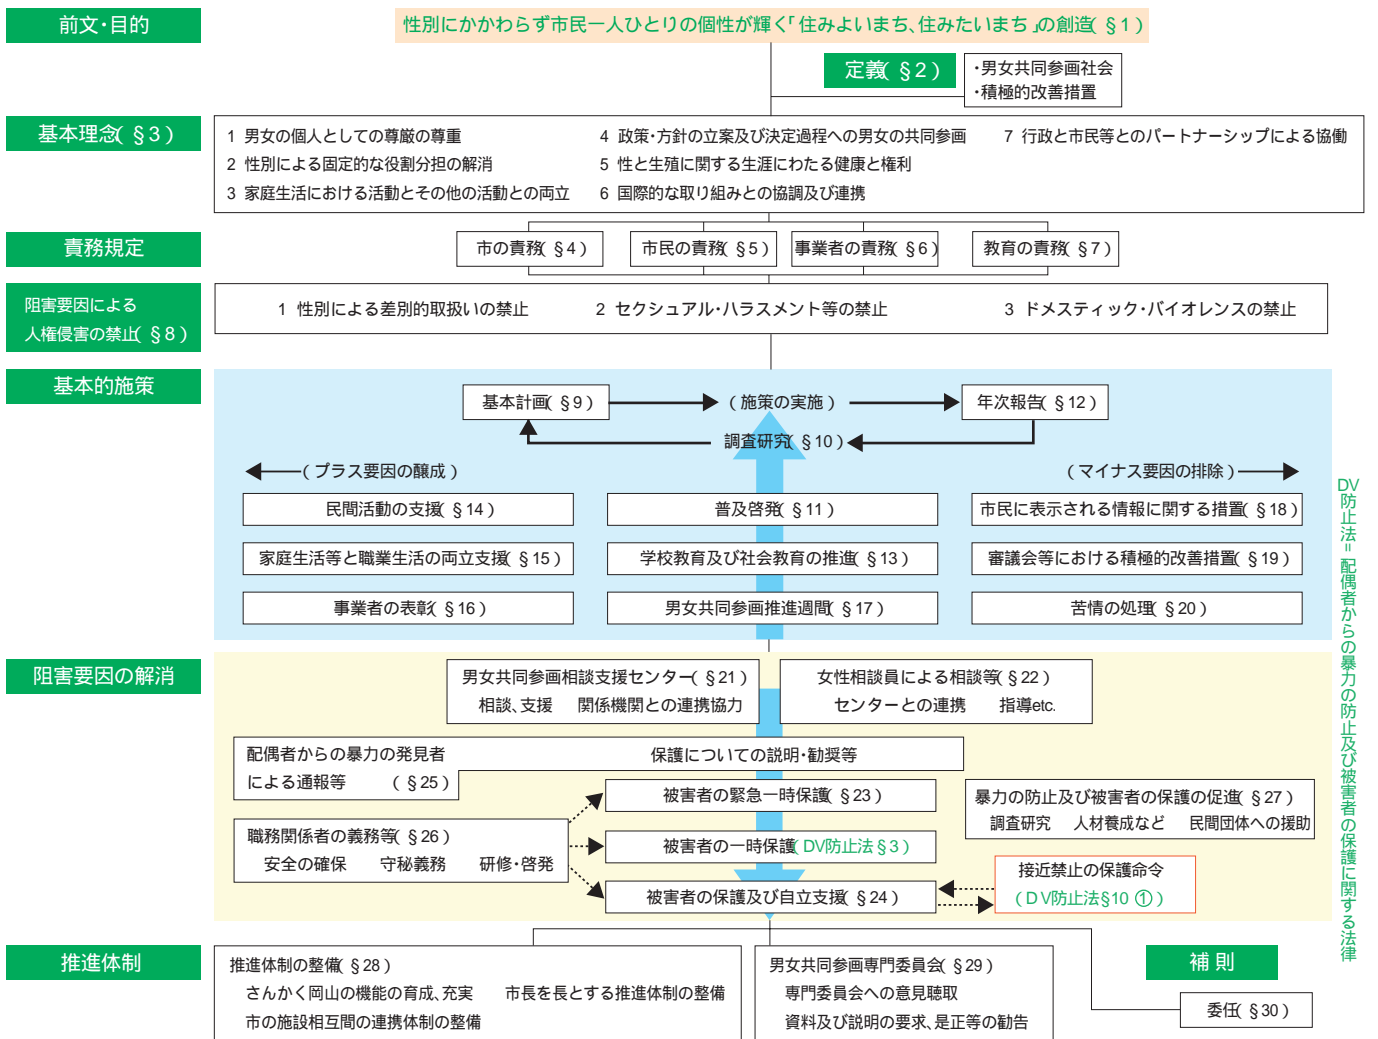 前文・目的
性別にかかわらず市民一人ひとりの個性が輝く「住みよいまち、住みたいまち」の創造(§1)
定義(§2)
・男女共同参画社会
・積極的改善措置
基本理念(§3)
1 男女の個人としての尊厳の尊重
2 性別による固定的な役割分担の解消
3 家庭生活における活動とその他の活動との両立
4 政策・方針の立案及び決定過程への男女の共同参画
5 性と生殖に関する生涯にわたる健康と権利
6 国際的な取り組みとの協調及び連携
7 行政と市民等とのパートナーシップによる協働
責務規定
市の責務(§4)
市民の責務(§5)
事業者の責務(§6)
教育の責務(§7)
阻害要因による
人権侵害の禁止(§8)
1 性別による差別的取扱いの禁止
2 セクシュアル・ハラスメント等の禁止
3 ドメスティック・バイオレンスの禁止
基本的施策
基本計画(§9)
(施策の実施)
年次報告(§12)
調査研究(§10)
(プラス要因の醸成)
(マイナス要因の排除)
民間活動の支援(§14)
普及啓発(§11)
市民に表示される情報に関する措置(§18)
家庭生活等と職業生活の両立支援(§15)
学校教育及び社会教育の推進(§13)
審議会等における積極的改善措置(§19)
事業者の表彰(§16)
男女共同参画推進週間(§17)
苦情の処理(§20)
DV防止法=配偶者からの暴力の防止及び被害者の保護に関する法律
阻害要因の解消
男女共同参画相談支援センター(§21)
相談、支援 関係機関との連携協力
女性相談員による相談等(§22)
センターとの連携 指導etc.
配偶者からの暴力の発見者
による通報等 (§25)
保護についての説明・勧奨等
被害者の緊急一時保護(§23)
職務関係者の義務等(§26)
安全の確保 守秘義務 研修・啓発
被害者の一時保護(DV防止法§3)
被害者の保護及び自立支援(§24)
暴力の防止及び被害者の保護の促進(§27)
調査研究 人材養成など 民間団体への援助
接近禁止の保護命令
(DV防止法§10①)
推進体制
推進体制の整備(§28)
さんかく岡山の機能の育成、充実 市長を長とする推進体制の整備
市の施設相互間の連携体制の整備
男女共同参画専門委員会(§29)
専門委員会への意見聴取
資料及び説明の要求、是正等の勧告
補則
委任(§30)